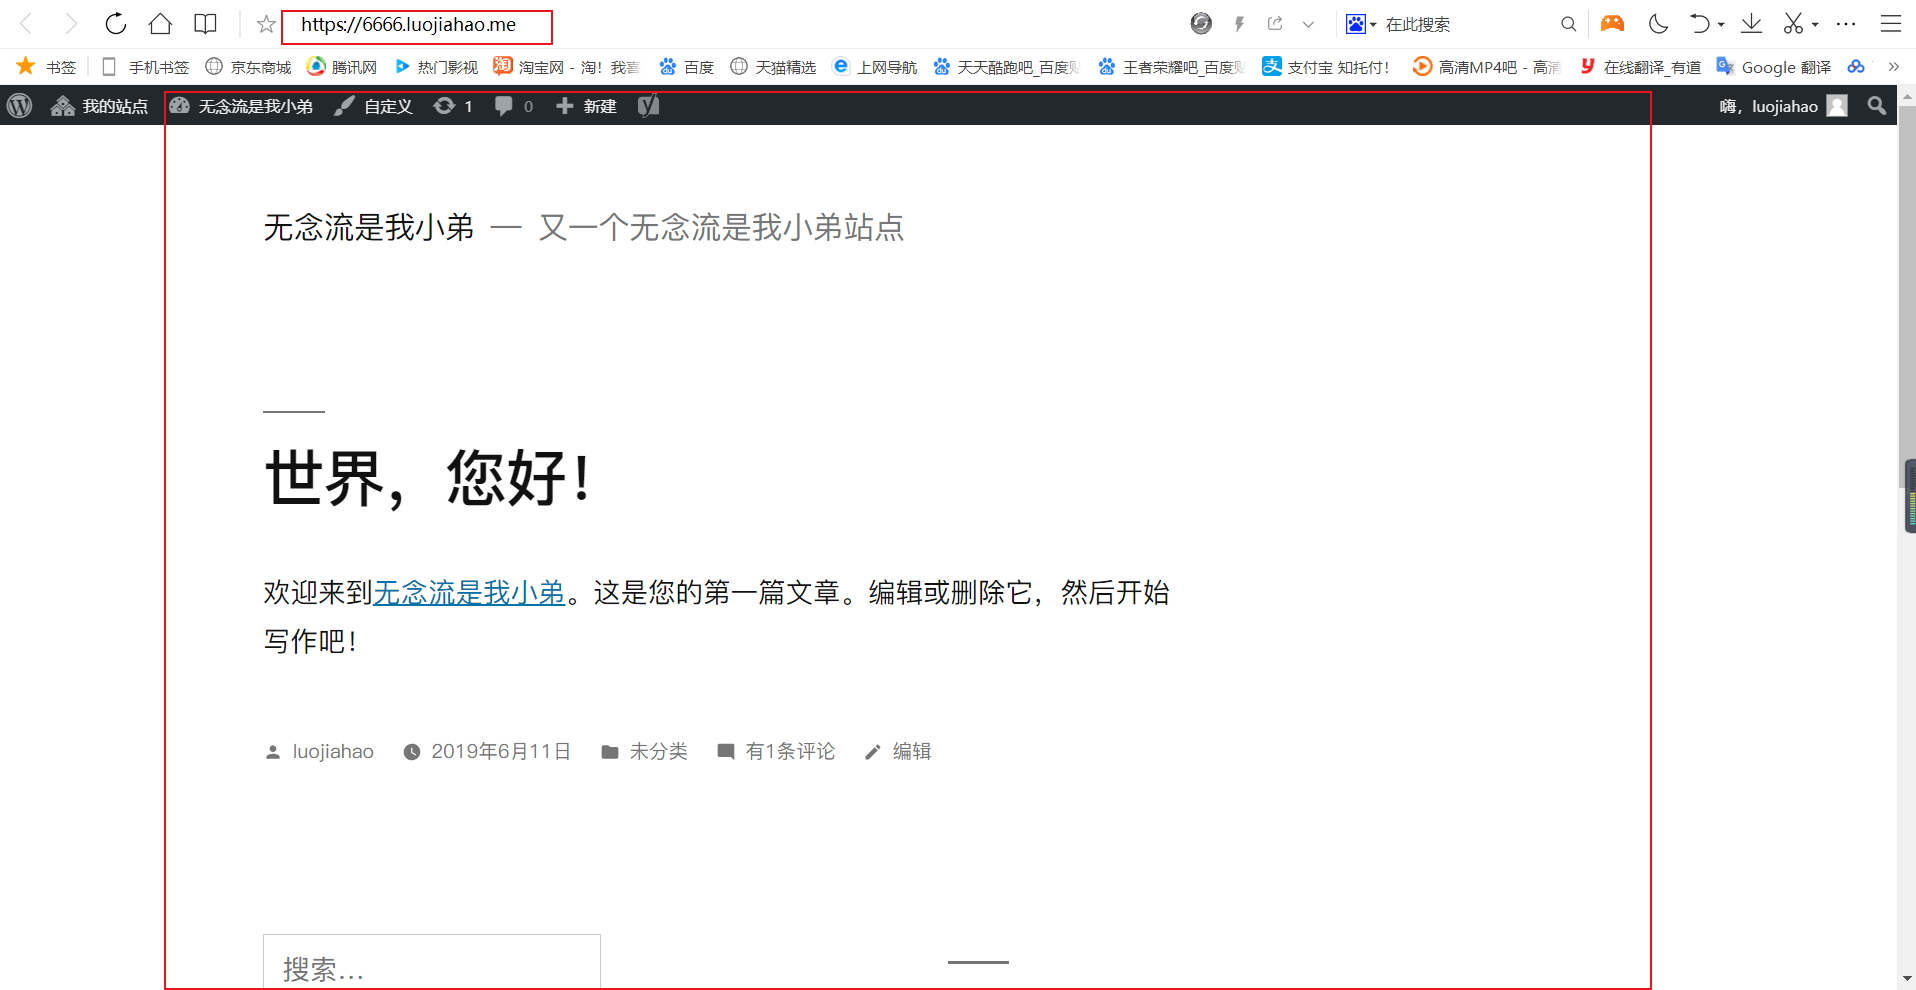 https://6666.luojiahao.me 在此搜索
书签 手机书签 京东商城 腾讯网 热门影视 淘宝网 - 淘！我喜 百度 天猫精选 上网导航 天天酷跑吧_百度贴 王者荣耀吧_百度贴 支付宝 知托付！ 高清MP4吧 - 高清 在线翻译_有道 Google 翻译
我的站点 无念流是我小弟 自定义 1 0 新建 嗨，luojiahao
无念流是我小弟 — 又一个无念流是我小弟站点
世界，您好！
欢迎来到无念流是我小弟。这是您的第一篇文章。编辑或删除它，然后开始
写作吧！
luojiahao 2019年6月11日 未分类 有1条评论 编辑
搜索…